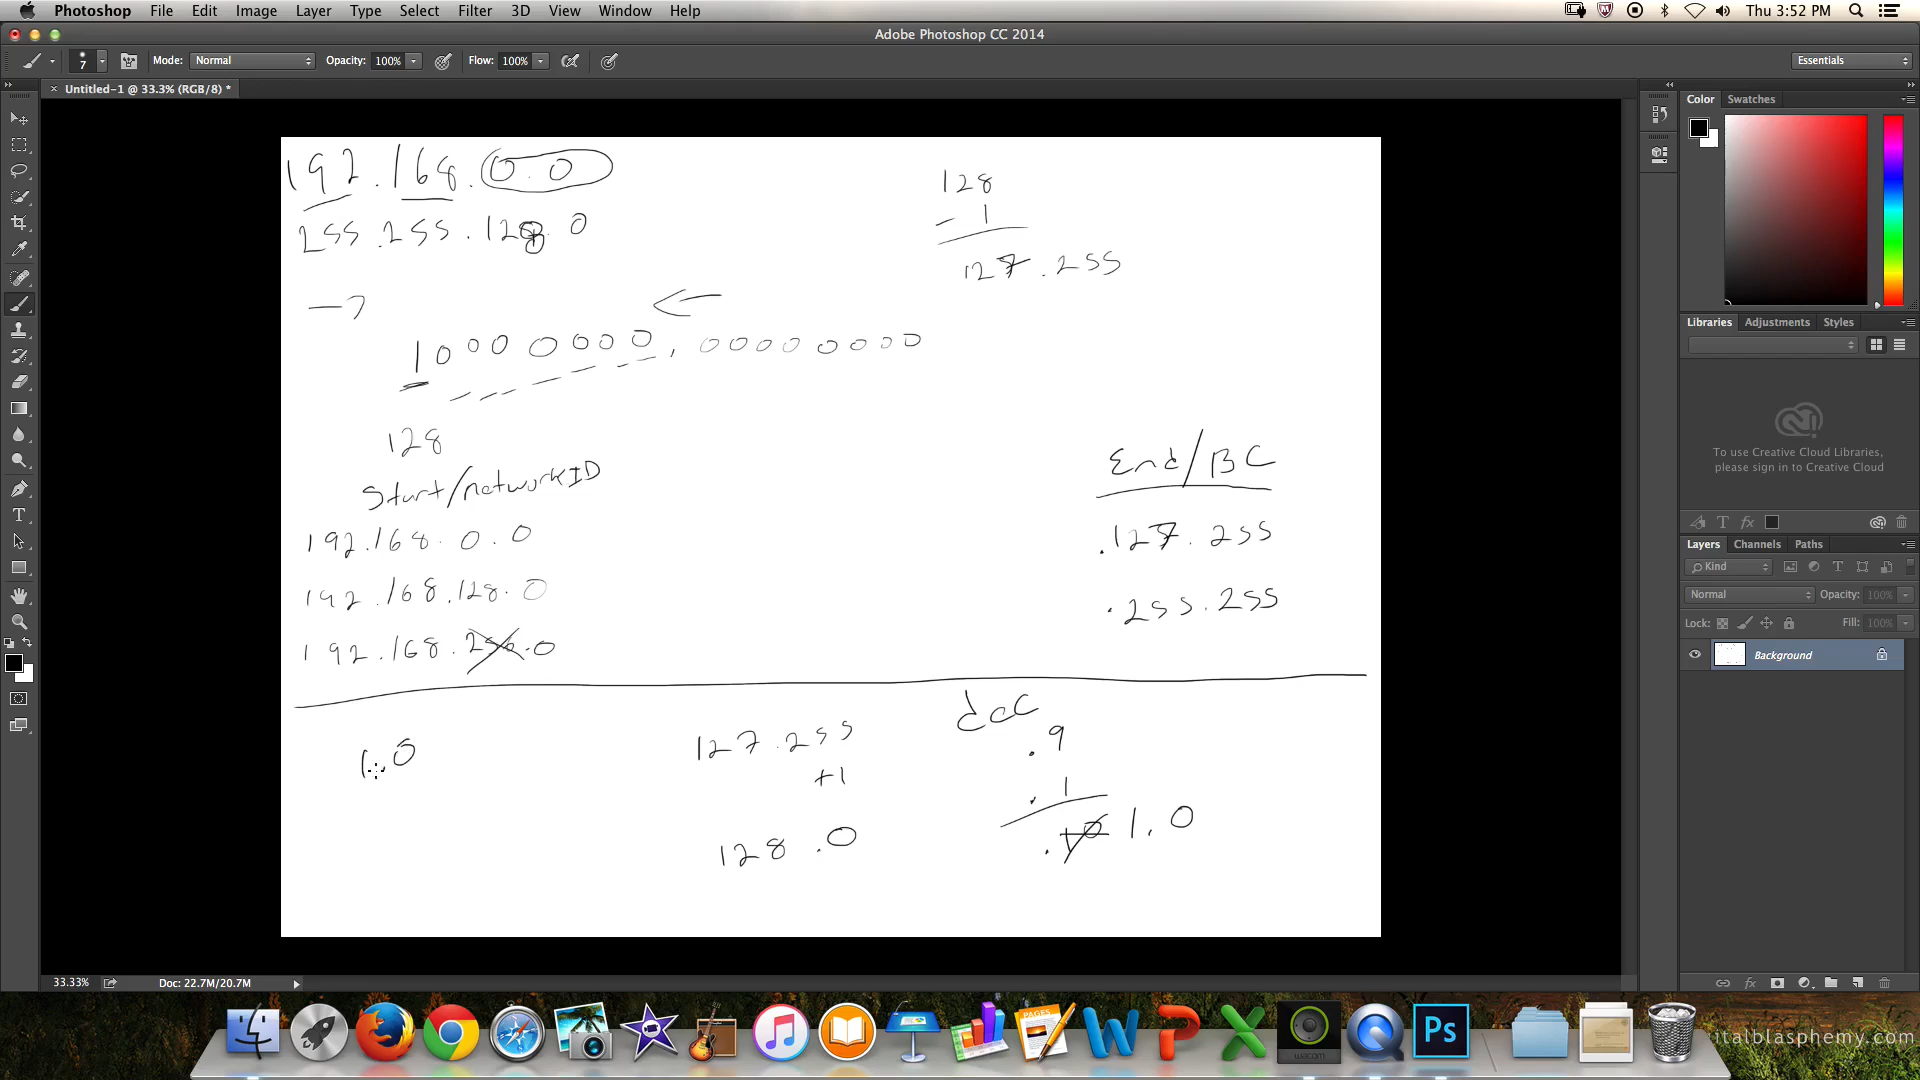 Photoshop File Edit Image Layer Type Select Filter 3D View Window Help Thu 3:52 PM
Adobe Photoshop CC 2014
7 Mode: Normal Opacity: 100% Flow: 100% Essentials
× Untitled-1 @ 33.3% (RGB/8) *
Color Swatches
192.168.0.0
255.255.128.0
128
- 1
127.255
Libraries Adjustments Styles
10000000.00000000
To use Creative Cloud Libraries,
please sign in to Creative Cloud
128
Start/networkID
End/BC
192.168.0.0
.127.255
192.168.128.0
.255.255
192.168.256.0
Layers Channels Paths
Kind
Normal Opacity: 100%
Lock: Fill: 100%
Background
dec
1.0
127.255
+1
128.0
.9
.1
.10 1.0
33.33% Doc: 22.7M/20.7M
PAGES
wacom
Ps
italblasphemy.com